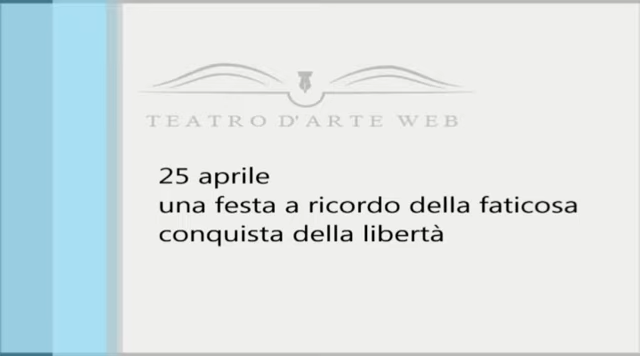 TEATRO D'ARTE WEB
25 aprile
una festa a ricordo della faticosa
conquista della libertà